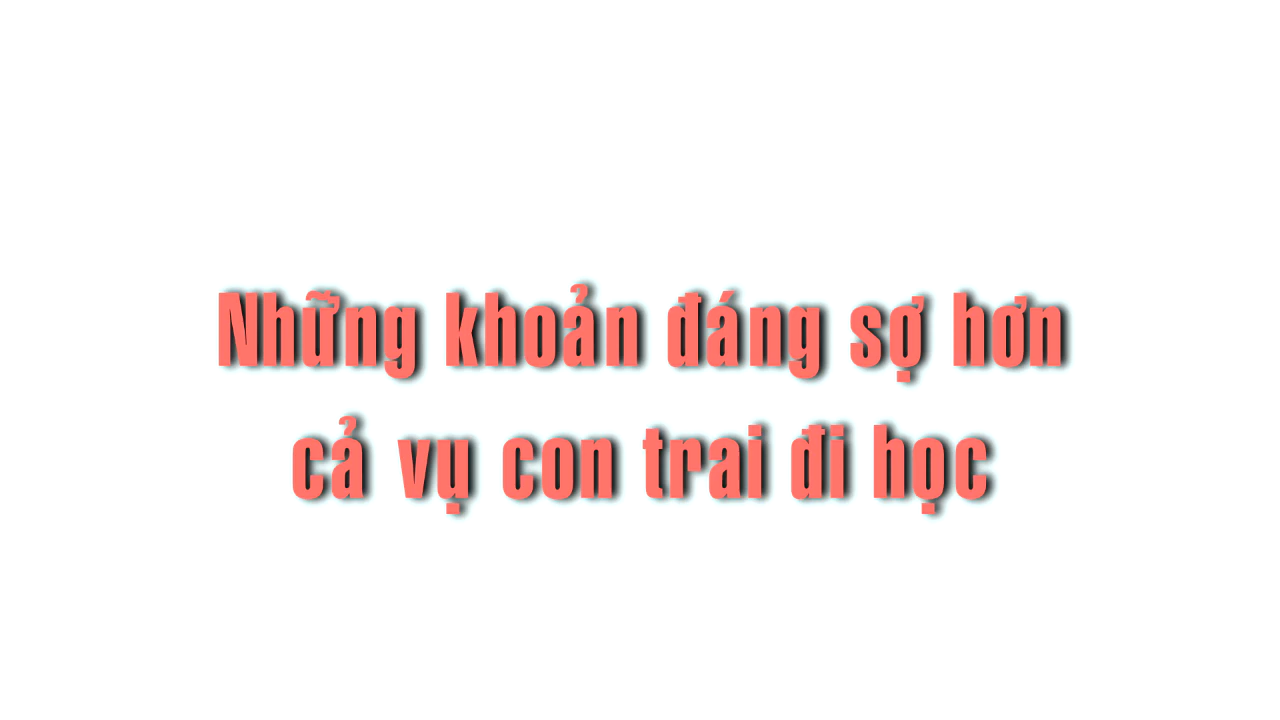 Những khoản đáng sợ hơn
cả vụ con trai đi học